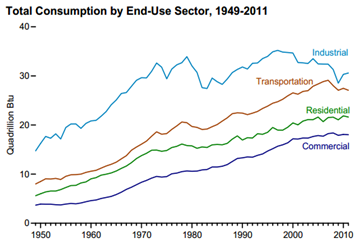 Total Consumption by End-Use Sector, 1949-2011
40
Industrial
30
Transportation
20
Quadrillion Btu
Residential
Commercial
10
0
1950 1960 1970 1980 1990 2000 2010